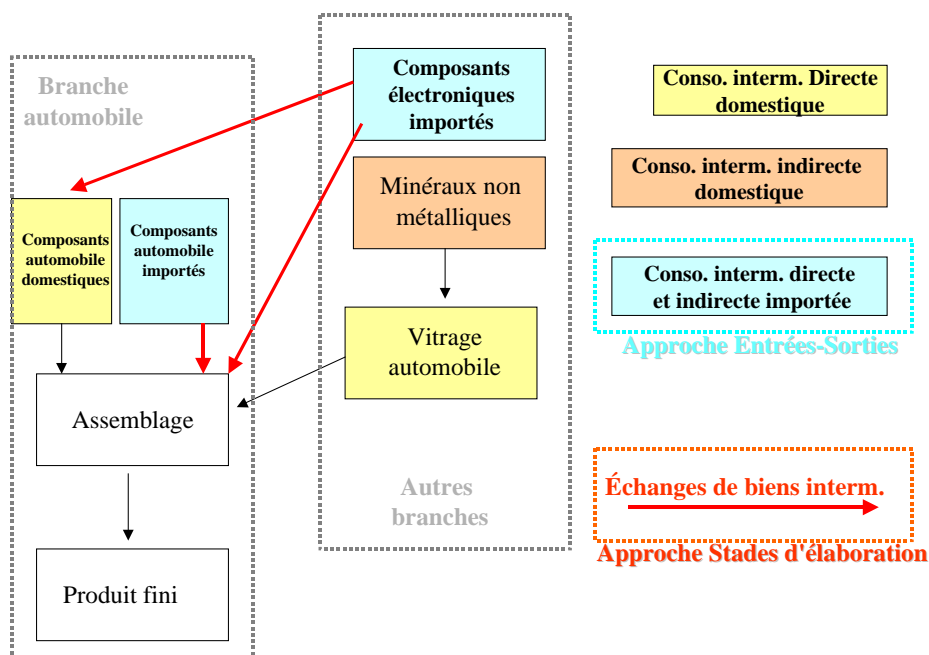 Branche
automobile
Composants
automobile
domestiques
Composants
automobile
importés
Assemblage
Produit fini
Composants
électroniques
importés
Minéraux non
métalliques
Vitrage
automobile
Autres
branches
Conso. interm. Directe
domestique
Conso. interm. indirecte
domestique
Conso. interm. directe
et indirecte importée
Approche Entrées-Sorties
Échanges de biens interm.
Approche Stades d'élaboration